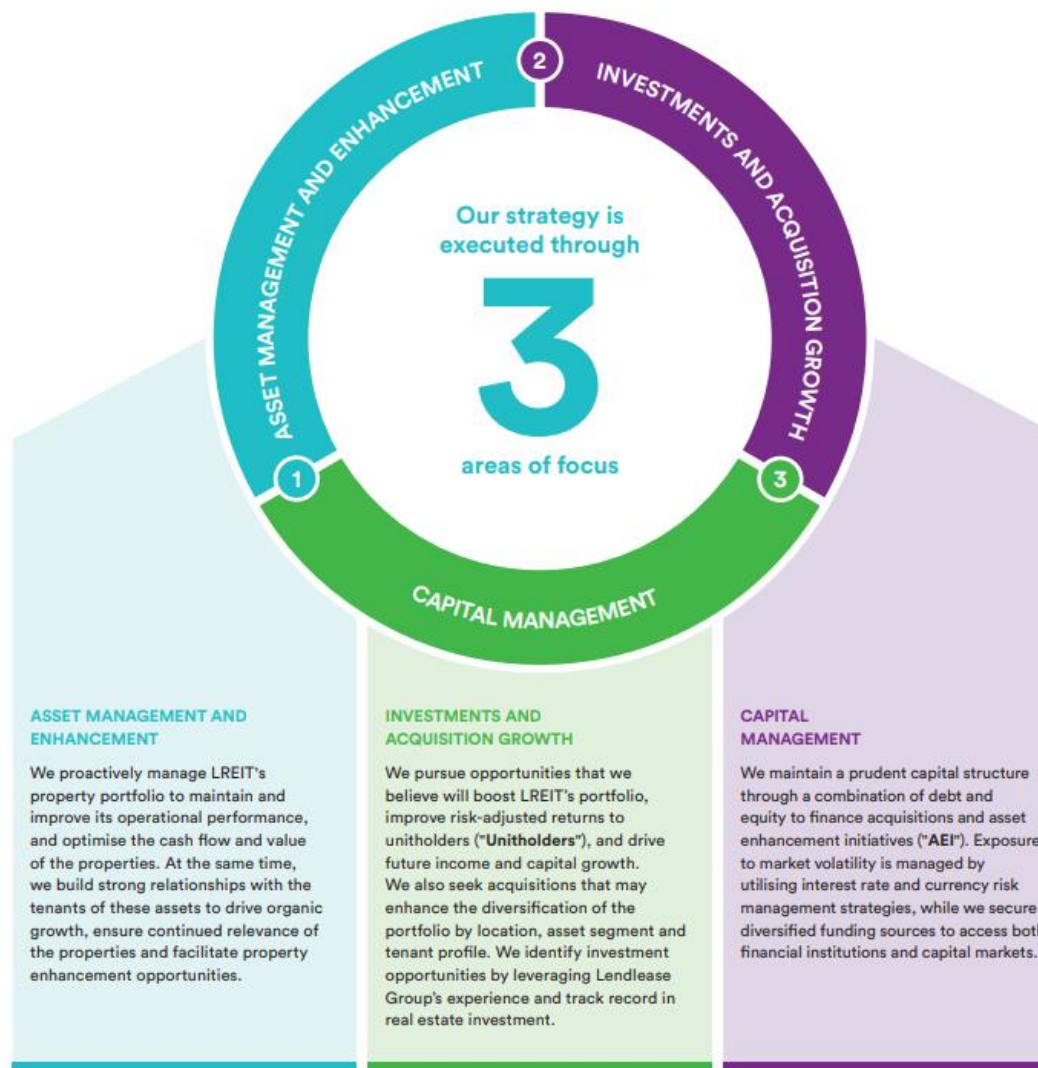 2
ASSET MANAGEMENT AND ENHANCEMENT
INVESTMENTS AND ACQUISITION GROWTH
Our strategy is
executed through
3
areas of focus
1
3
CAPITAL MANAGEMENT
ASSET MANAGEMENT AND
ENHANCEMENT
We proactively manage LREIT's
property portfolio to maintain and
improve its operational performance,
and optimise the cash flow and value
of the properties. At the same time,
we build strong relationships with the
tenants of these assets to drive organic
growth, ensure continued relevance of
the properties and facilitate property
enhancement opportunities.
INVESTMENTS AND
ACQUISITION GROWTH
We pursue opportunities that we
believe will boost LREIT's portfolio,
improve risk-adjusted returns to
unitholders ("Unitholders"), and drive
future income and capital growth.
We also seek acquisitions that may
enhance the diversification of the
portfolio by location, asset segment and
tenant profile. We identify investment
opportunities by leveraging Lendlease
Group's experience and track record in
real estate investment.
CAPITAL
MANAGEMENT
We maintain a prudent capital structure
through a combination of debt and
equity to finance acquisitions and asset
enhancement initiatives ("AEI"). Exposure
to market volatility is managed by
utilising interest rate and currency risk
management strategies, while we secure
diversified funding sources to access both
financial institutions and capital markets.